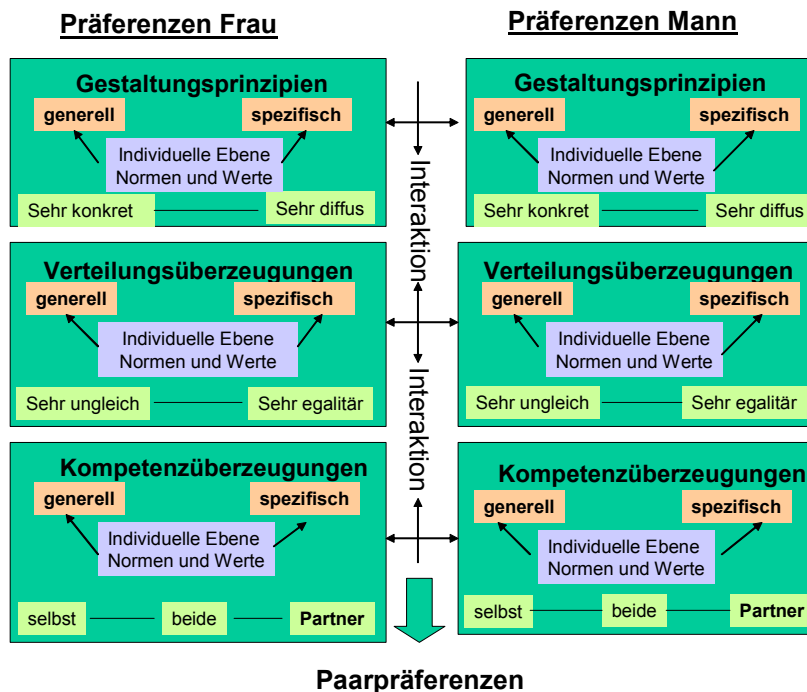 Präferenzen Frau
Präferenzen Mann
Gestaltungsprinzipien
generell
spezifisch
Individuelle Ebene
Normen und Werte
Sehr konkret
Sehr diffus
Gestaltungsprinzipien
generell
spezifisch
Individuelle Ebene
Normen und Werte
Sehr konkret
Sehr diffus
Interaktion
Verteilungsüberzeugungen
generell
spezifisch
Individuelle Ebene
Normen und Werte
Sehr ungleich
Sehr egalitär
Verteilungsüberzeugungen
generell
spezifisch
Individuelle Ebene
Normen und Werte
Sehr ungleich
Sehr egalitär
Interaktion
Kompetenzüberzeugungen
generell
spezifisch
Individuelle Ebene
Normen und Werte
selbst
beide
Partner
Kompetenzüberzeugungen
generell
spezifisch
Individuelle Ebene
Normen und Werte
selbst
beide
Partner
Paarpräferenzen